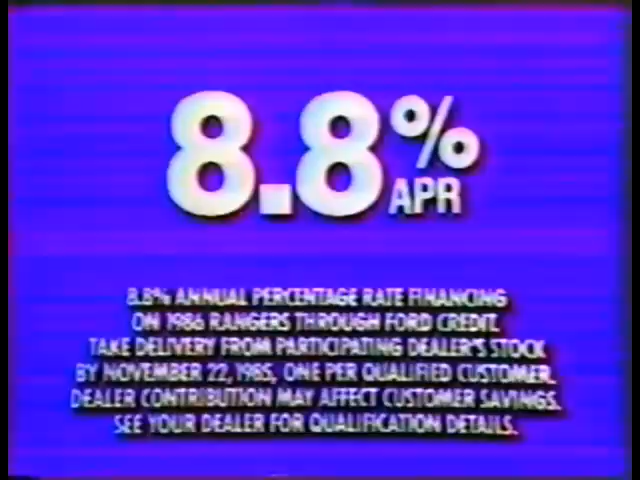 8.8% APR
8.8% ANNUAL PERCENTAGE RATE FINANCING
ON 1986 RANGERS THROUGH FORD CREDIT.
TAKE DELIVERY FROM PARTICIPATING DEALER'S STOCK
BY NOVEMBER 22, 1985, ONE PER QUALIFIED CUSTOMER.
DEALER CONTRIBUTION MAY AFFECT CUSTOMER SAVINGS.
SEE YOUR DEALER FOR QUALIFICATION DETAILS.